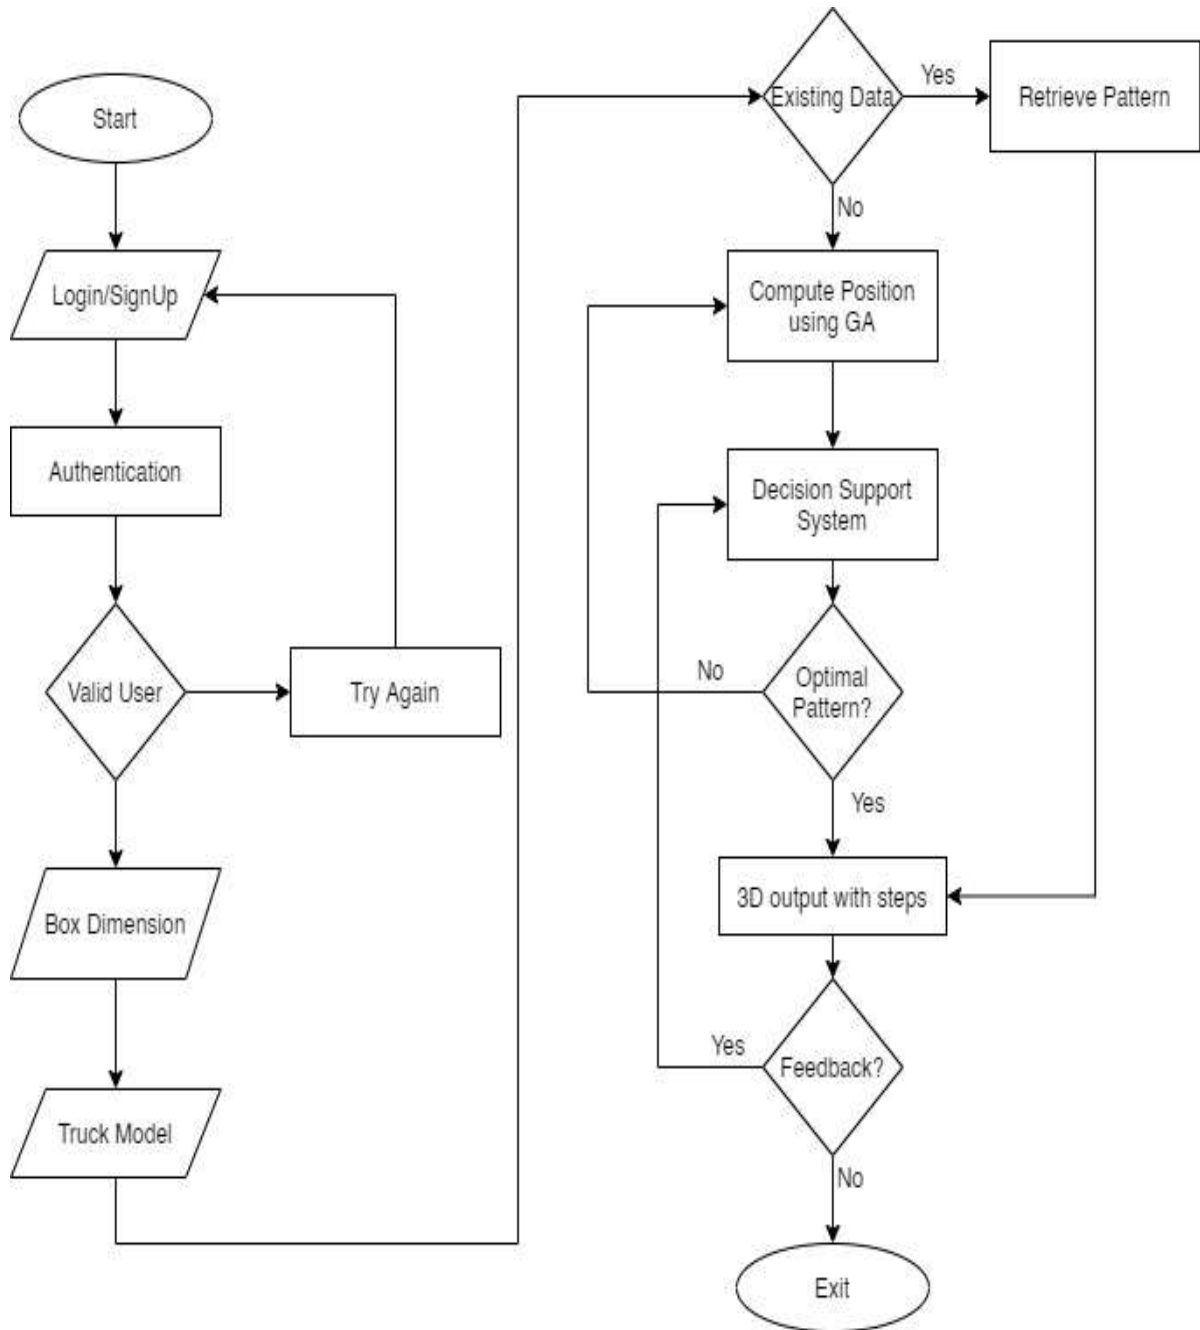 Start
Login/SignUp
Authentication
Valid User
Try Again
Box Dimension
Truck Model
Existing Data
Yes
Retrieve Pattern
No
Compute Position
using GA
Decision Support
System
No
Optimal
Pattern?
Yes
3D output with steps
Yes
Feedback?
No
Exit